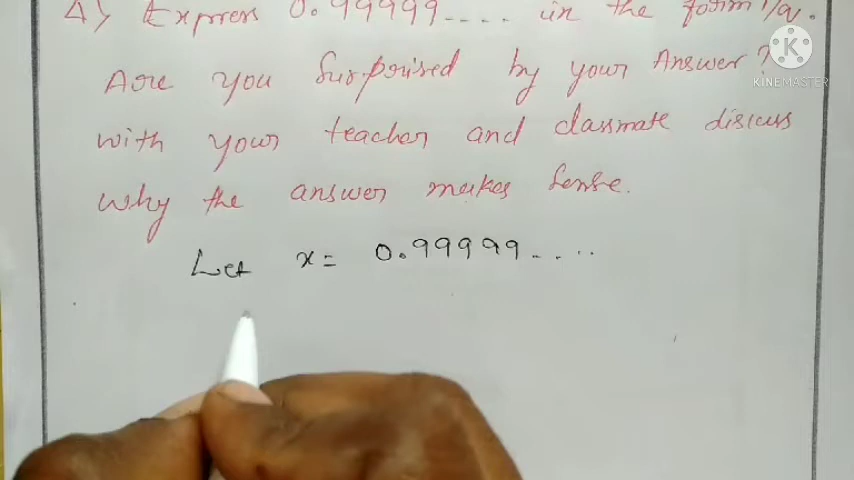 4) Express 0.99999.... in the form P/q.
Are you Surprised by your Answer?
KINEMASTER
with your teacher and classmate discuss
why the answer makes Sense.
Let x = 0.99999.....